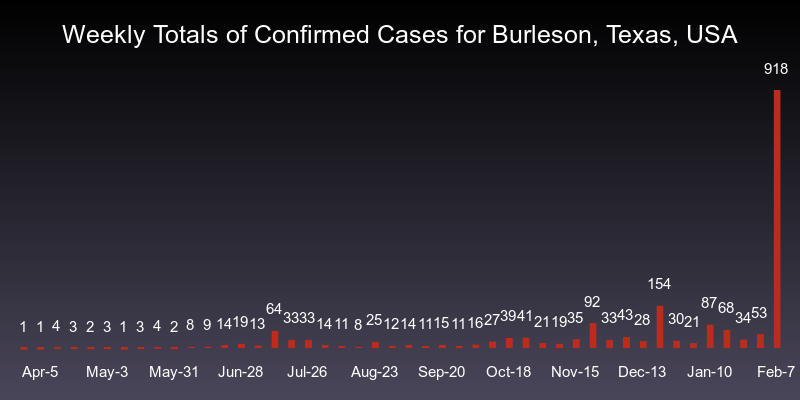 Weekly Totals of Confirmed Cases for Burleson, Texas, USA
918
154
92 87
64 68
33 33 25 27 39 41 35 33 43 28 30 34 53
1 1 4 3 2 3 1 3 4 2 8 9 14 19 13 14 11 8 12 14 11 15 11 16 21 19 21
Apr-5 May-3 May-31 Jun-28 Jul-26 Aug-23 Sep-20 Oct-18 Nov-15 Dec-13 Jan-10 Feb-7